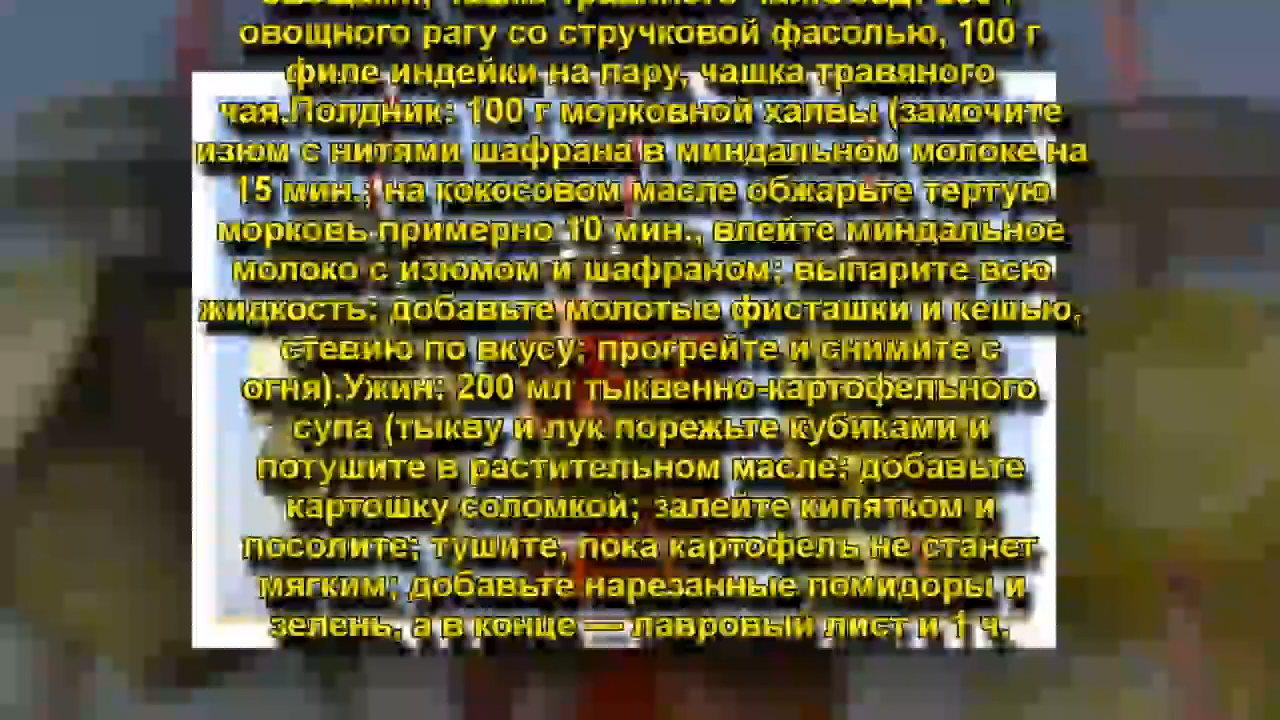 овощного рагу со стручковой фасолью, 100 г
филе индейки на пару, чашка травяного
чая.Полдник: 100 г морковной халвы (замочите
изюм с нитями шафрана в миндальном молоке на
15 мин.; на кокосовом масле обжарьте тертую
морковь примерно 10 мин., влейте миндальное
молоко с изюмом и шафраном; выпарите всю
жидкость; добавьте молотые фисташки и кешью,
стевию по вкусу; прогрейте и снимите с
огня).Ужин: 200 мл тыквенно-картофельного
супа (тыкву и лук порежьте кубиками и
потушите в растительном масле; добавьте
картошку соломкой; залейте кипятком и
посолите; тушите, пока картофель не станет
мягким; добавьте нарезанные помидоры и
зелень, а в конце — лавровый лист и 1 ч.